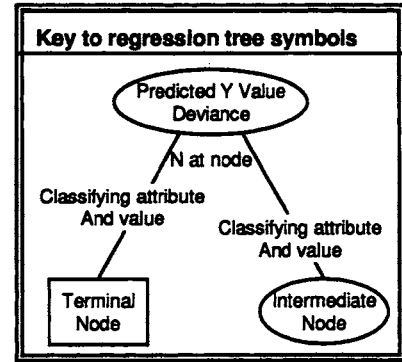 Key to regression tree symbols
Predicted Y Value
Deviance
N at node
Classifying attribute
And value
Classifying attribute
And value
Terminal
Node
Intermediate
Node